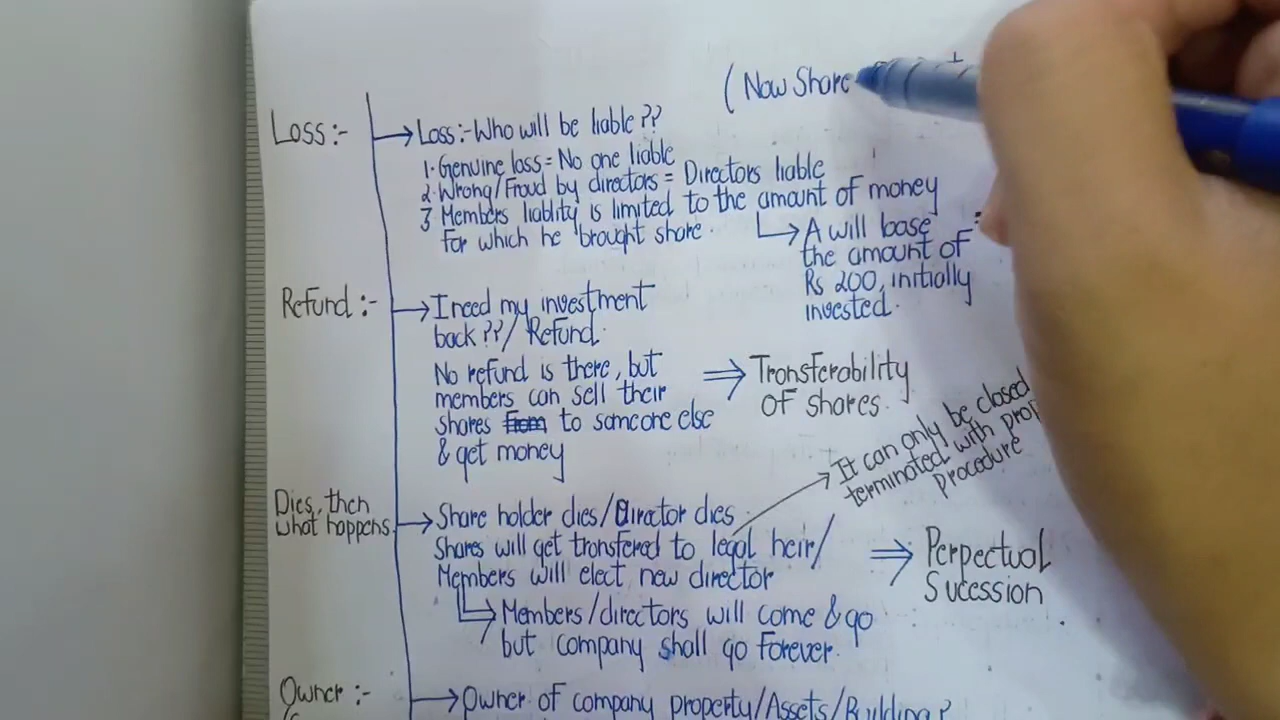 (Now Share
Loss:-
Loss:-Who will be liable??
1. Genuine loss = No one liable
2. Wrong/Fraud by directors = Directors liable
3 Members liablity is limited to the amount of money
for which he brought share.
A will base
the amount of
Rs 200, initially
invested.
Refund:-
I need my investment
back??/ Refund.
No refund is there, but
members can sell their
shares from to someone else
& get money
Transferability
of shares.
It can only be closed
terminated with
procedure
Dies, then
what happens.
Share holder dies/Director dies.
Shares will get transfered to legal heir/
Members will elect new director
Members/directors will come & go
but company shall go forever.
Perpectual
Sucession
Owner:-
Owner of company property/Assets/Building?